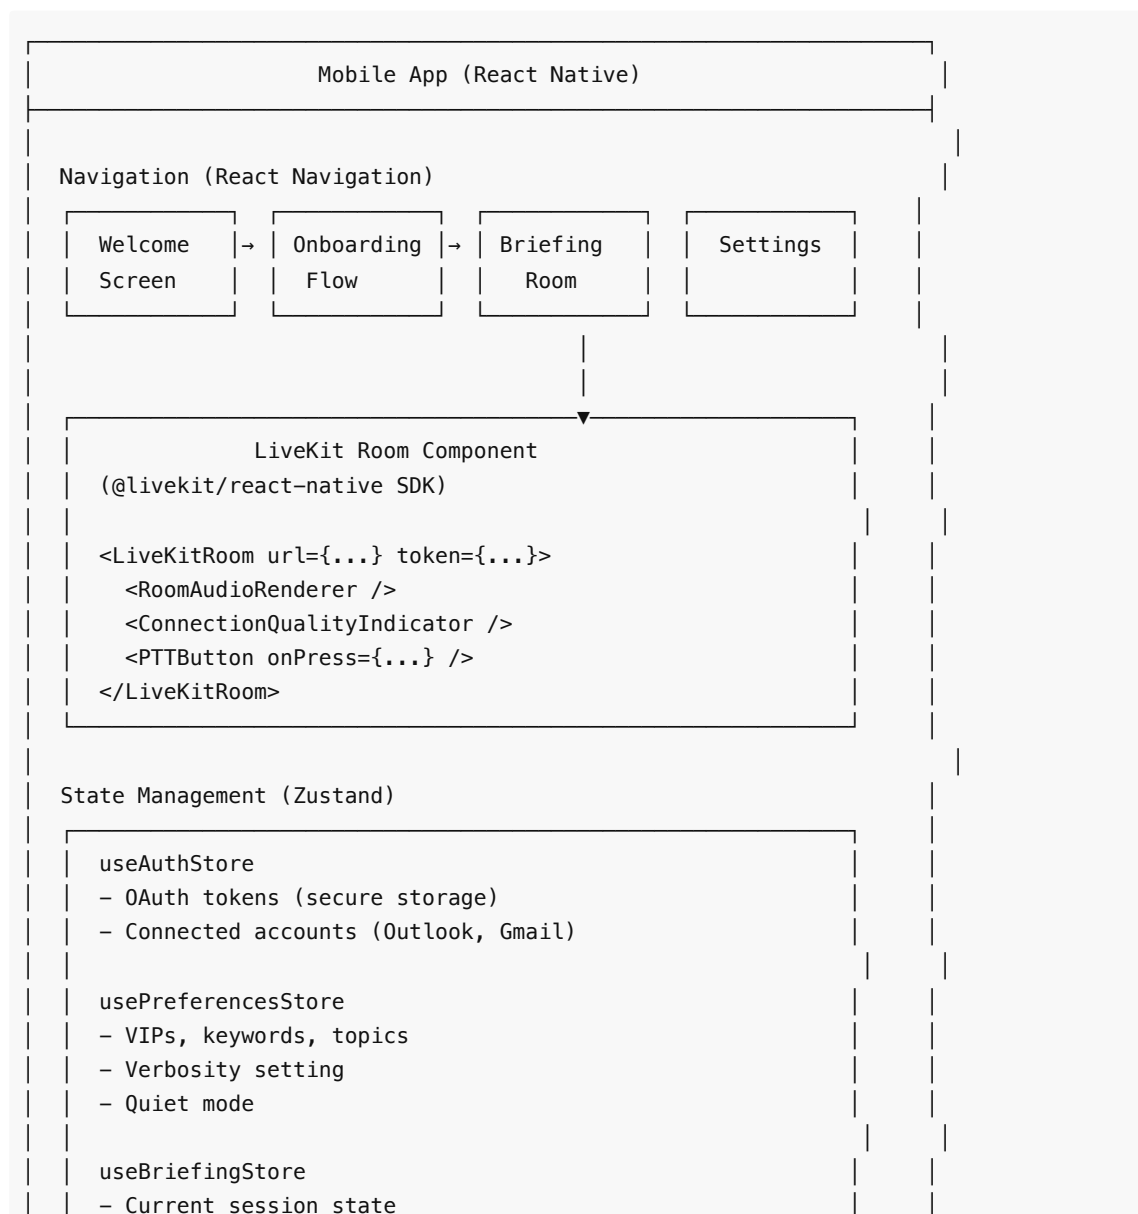 Mobile App (React Native)
Navigation (React Navigation)
Welcome → Onboarding → Briefing Settings
Screen Flow Room
▼
LiveKit Room Component
(@livekit/react-native SDK)
<LiveKitRoom url={...} token={...}>
<RoomAudioRenderer />
<ConnectionQualityIndicator />
<PTTButton onPress={...} />
</LiveKitRoom>
State Management (Zustand)
useAuthStore
- OAuth tokens (secure storage)
- Connected accounts (Outlook, Gmail)
usePreferencesStore
- VIPs, keywords, topics
- Verbosity setting
- Quiet mode
useBriefingStore
- Current session state